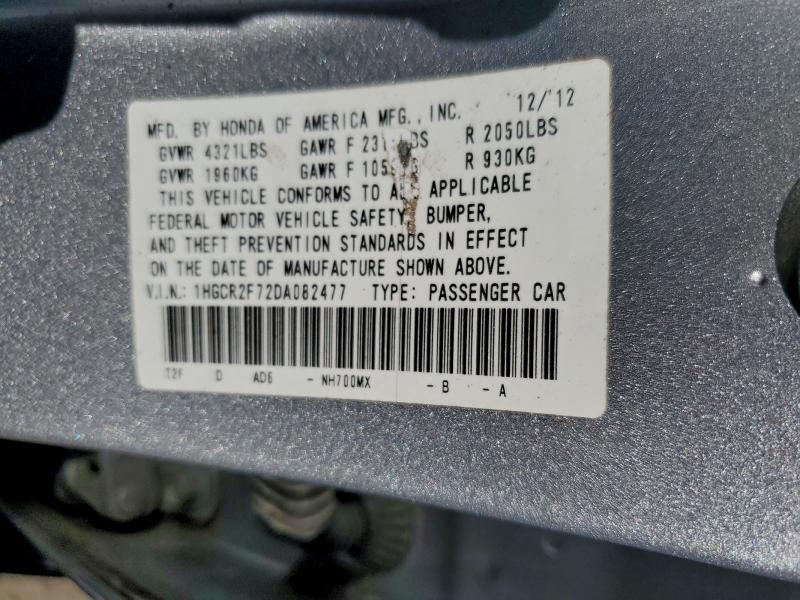 MFD. BY HONDA OF AMERICA MFG., INC. 12/'12
GVWR 4321LBS GAWR F R 2050LBS
GVWR 1960KG GAWR F R 930KG
THIS VEHICLE CONFORMS TO ALL APPLICABLE
FEDERAL MOTOR VEHICLE SAFETY, BUMPER,
AND THEFT PREVENTION STANDARDS IN EFFECT
ON THE DATE OF MANUFACTURE SHOWN ABOVE.
V.I.N.: 1HGCR2F72DA082477 TYPE: PASSENGER CAR
T2F D AD6 - NH700MX - B - A